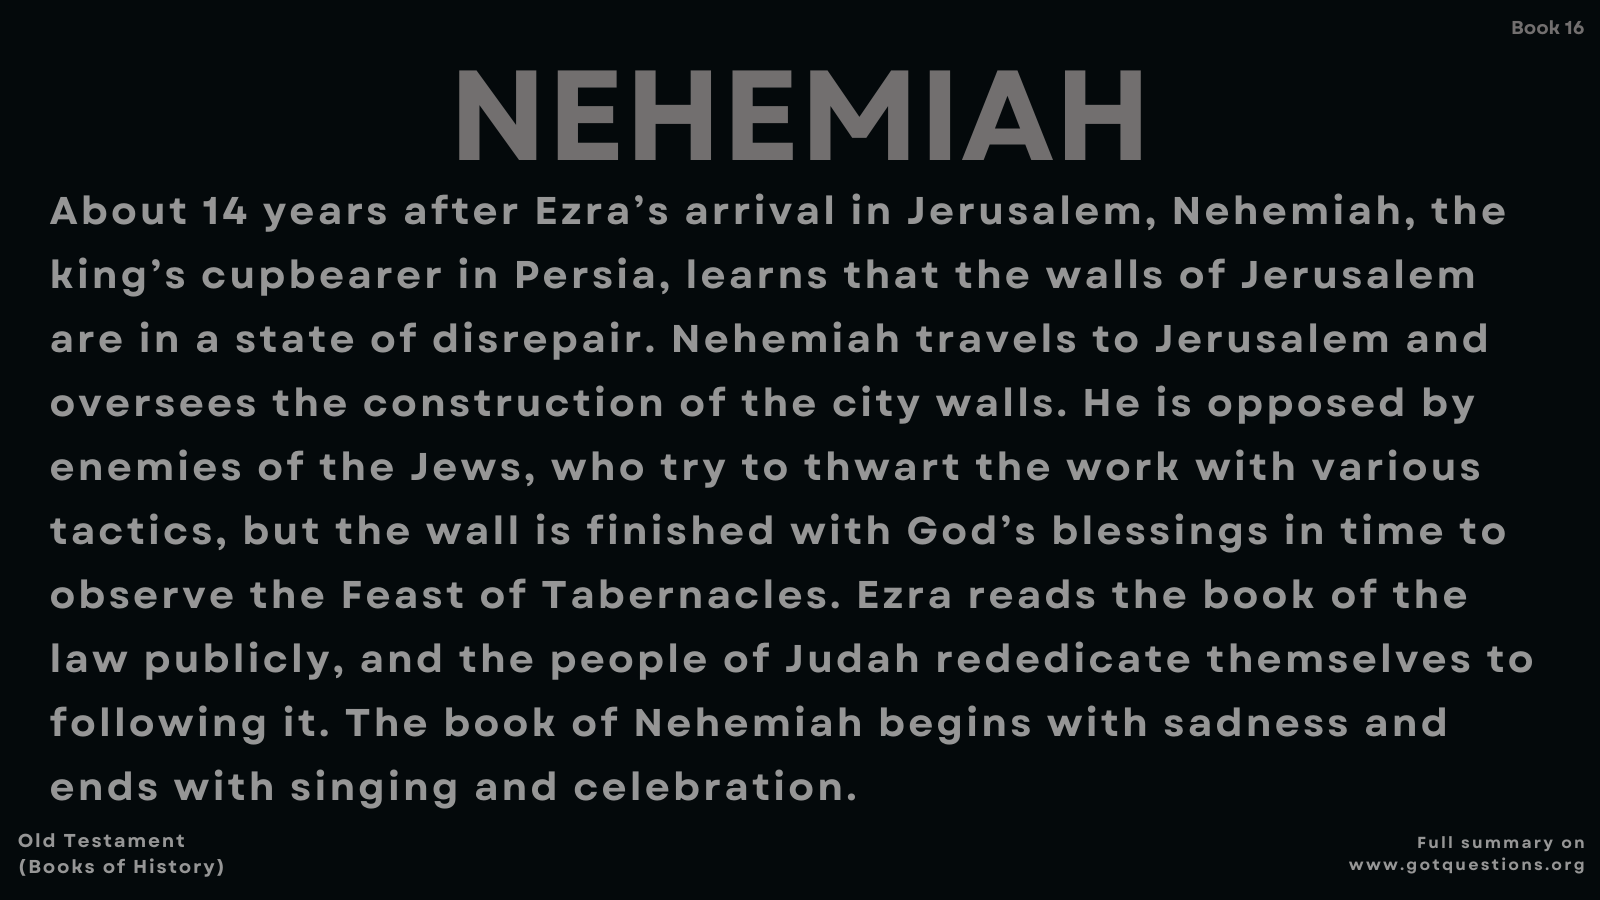 Book 16
NEHEMIAH
About 14 years after Ezra’s arrival in Jerusalem, Nehemiah, the
king’s cupbearer in Persia, learns that the walls of Jerusalem
are in a state of disrepair. Nehemiah travels to Jerusalem and
oversees the construction of the city walls. He is opposed by
enemies of the Jews, who try to thwart the work with various
tactics, but the wall is finished with God’s blessings in time to
observe the Feast of Tabernacles. Ezra reads the book of the
law publicly, and the people of Judah rededicate themselves to
following it. The book of Nehemiah begins with sadness and
ends with singing and celebration.
Old Testament
(Books of History)
Full summary on
www.gotquestions.org